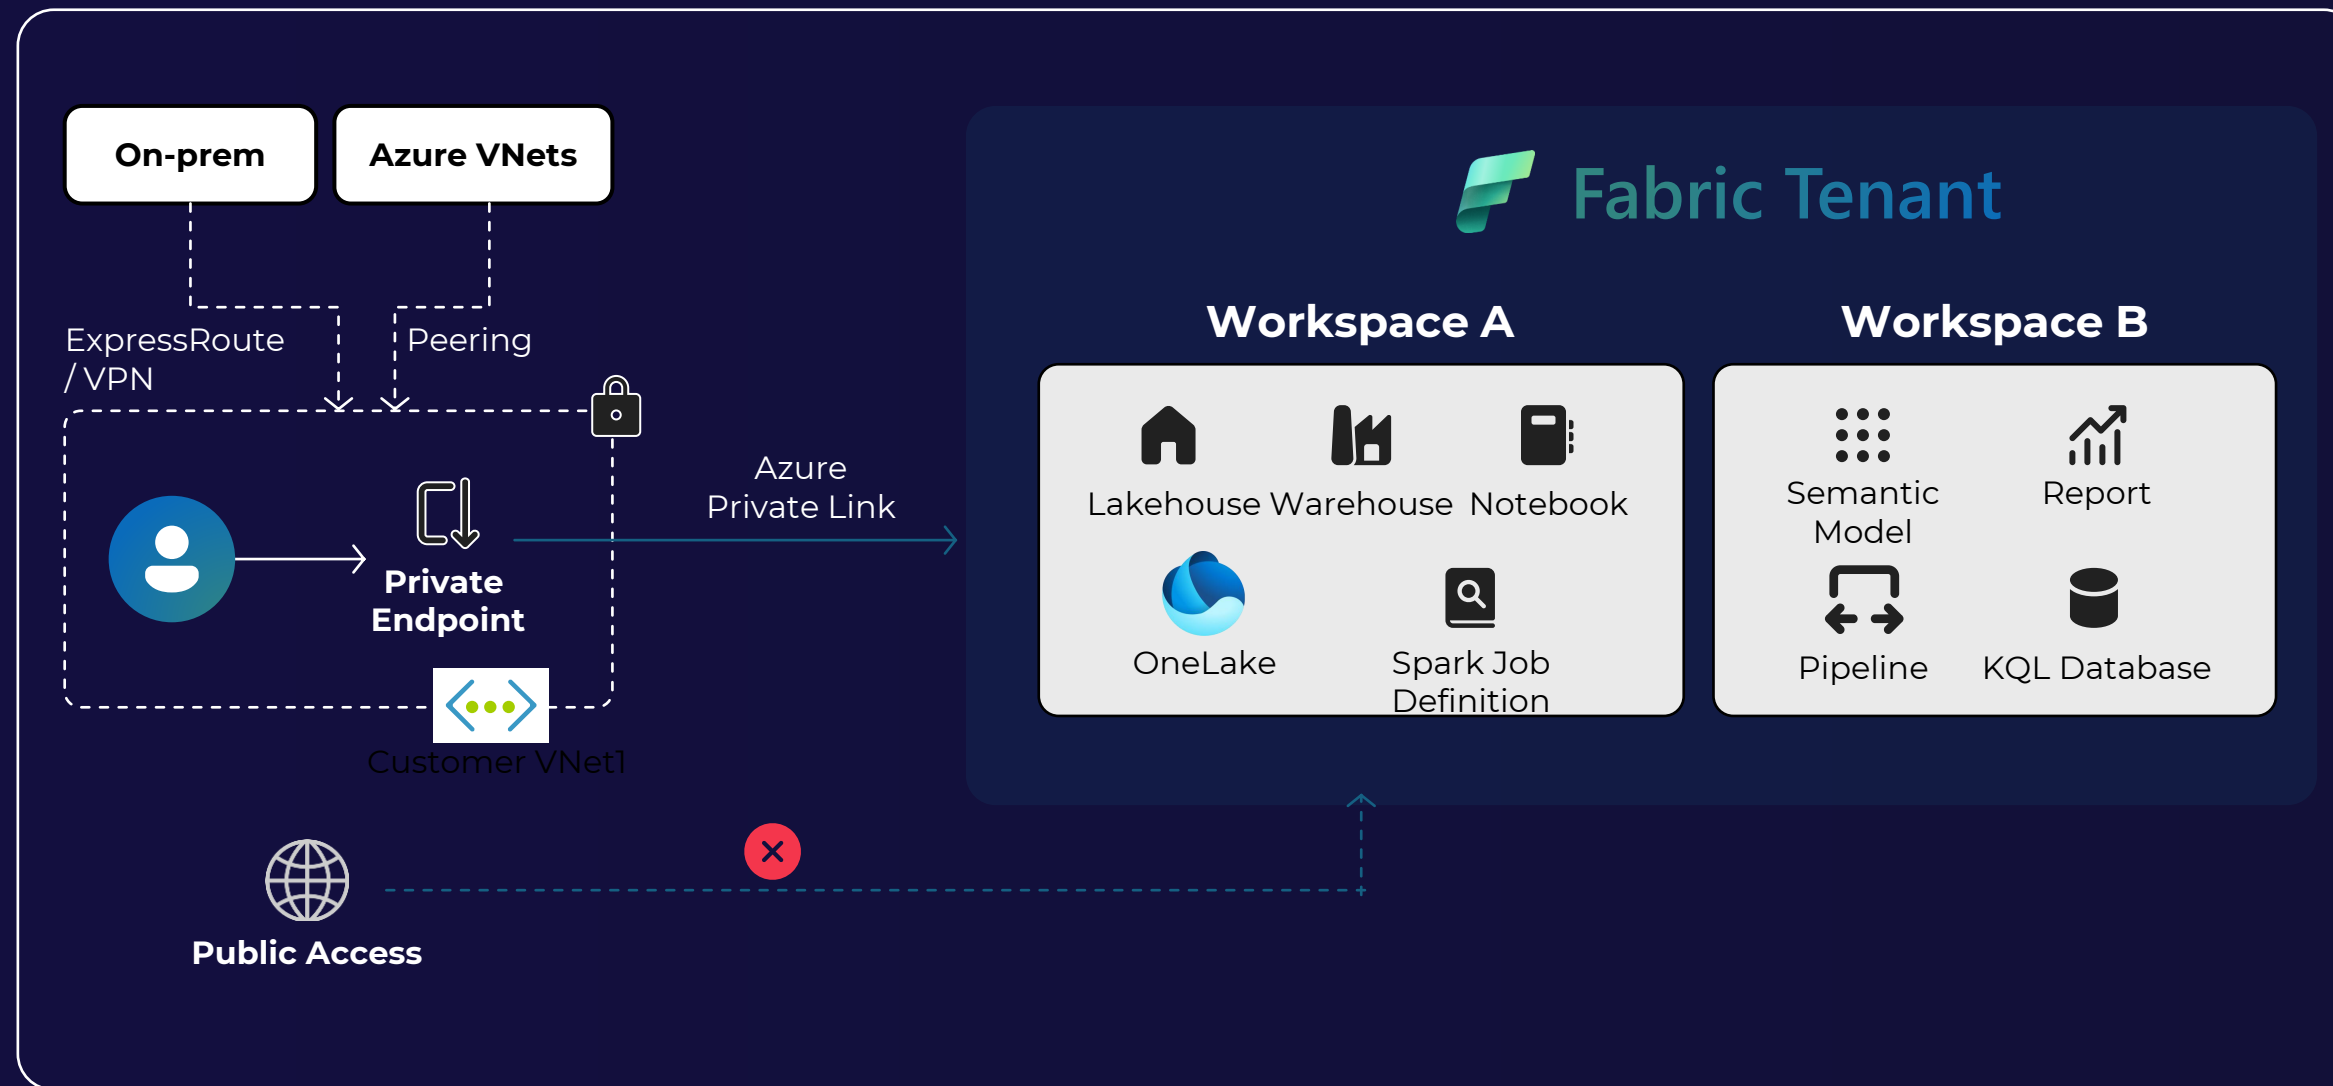 On-prem
Azure VNets
Fabric Tenant
ExpressRoute
/ VPN
Peering
Azure
Private Link
Private
Endpoint
Customer VNet1
Workspace A
Lakehouse
Warehouse
Notebook
OneLake
Spark Job
Definition
Workspace B
Semantic
Model
Report
Pipeline
KQL Database
Public Access